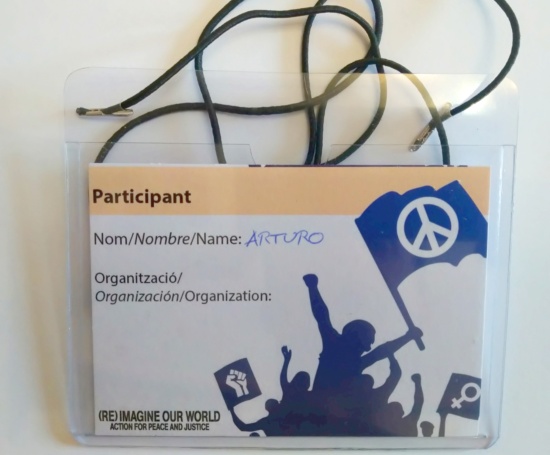 Participant
Nom/Nombre/Name: ARTURO
Organització/
Organización/Organization:
(RE)IMAGINE OUR WORLD
ACTION FOR PEACE AND JUSTICE